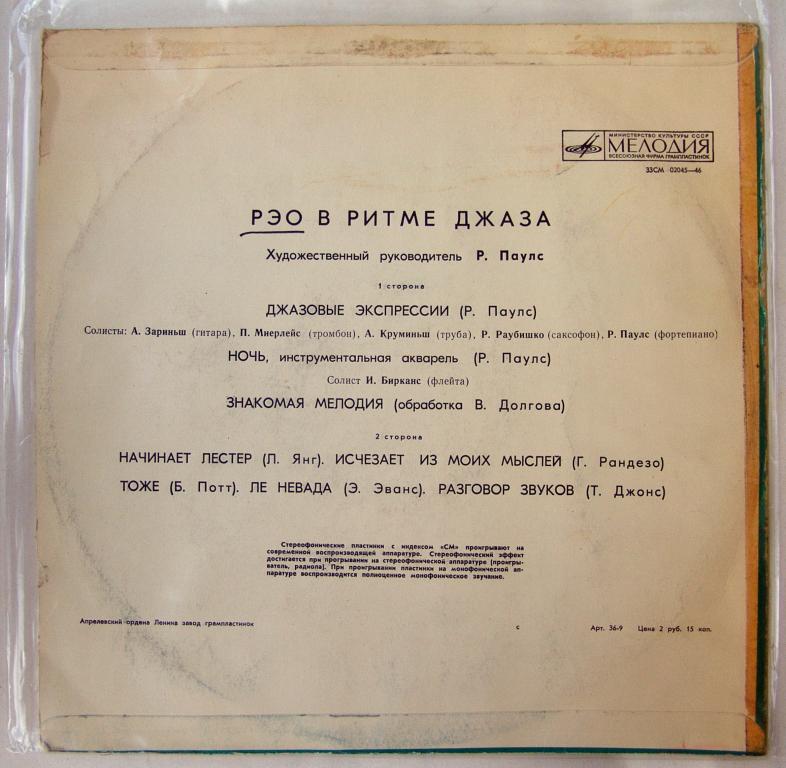 МИНИСТЕРСТВО КУЛЬТУРЫ СССР
МЕЛОДИЯ
ВСЕСОЮЗНАЯ ФИРМА ГРАМПЛАСТИНОК
33СМ 02045—46
РЭО В РИТМЕ ДЖАЗА
Художественный руководитель Р. Паулс
1 сторона
ДЖАЗОВЫЕ ЭКСПРЕССИИ (Р. Паулс)
Солисты: А. Зариньш (гитара), П. Миерлейс (тромбон), А. Круминьш (труба), Р. Раубишко (саксофон), Р. Паулс (фортепиано)
НОЧЬ, инструментальная акварель (Р. Паулс)
Солист И. Бирканс (флейта)
ЗНАКОМАЯ МЕЛОДИЯ (обработка В. Долгова)
2 сторона
НАЧИНАЕТ ЛЕСТЕР (Л. Янг). ИСЧЕЗАЕТ ИЗ МОИХ МЫСЛЕЙ (Г. Рандезо)
ТОЖЕ (Б. Потт). ЛЕ НЕВАДА (Э. Эванс). РАЗГОВОР ЗВУКОВ (Т. Джонс)
Стереофонические пластинки с индексом «СМ» проигрывают на
современной воспроизводящей аппаратуре. Стереофонический эффект
достигается при проигрывании на стереофонической аппаратуре (проигры-
ватель, радиола). При проигрывании пластинки на монофонической ап-
паратуре воспроизводится полноценное монофоническое звучание.
Апрелевский ордена Ленина завод грампластинок
с
Арт. 36-9 Цена 2 руб. 15 коп.